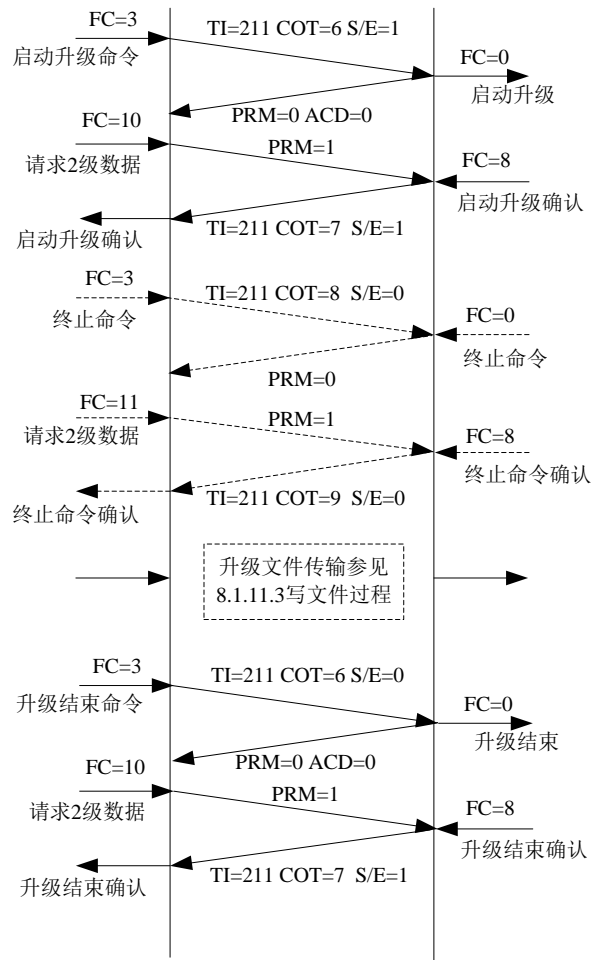 FC=3
TI=211 COT=6 S/E=1
启动升级命令
FC=0
启动升级
PRM=0 ACD=0
FC=10
PRM=1
请求2级数据
FC=8
启动升级确认
启动升级确认
TI=211 COT=7 S/E=1
FC=3
TI=211 COT=8 S/E=0
终止命令
FC=0
终止命令
PRM=0
FC=11
PRM=1
请求2级数据
FC=8
终止命令确认
TI=211 COT=9 S/E=0
终止命令确认
升级文件传输参见
8.1.11.3写文件过程
FC=3
TI=211 COT=6 S/E=0
升级结束命令
FC=0
升级结束
PRM=0 ACD=0
FC=10
PRM=1
请求2级数据
FC=8
升级结束确认
TI=211 COT=7 S/E=1
升级结束确认